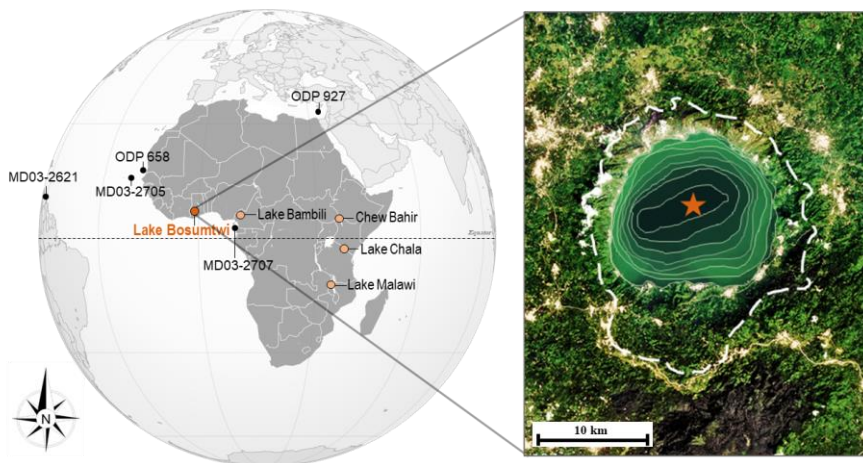 ODP 927
ODP 658
MD03-2621
MD03-2705
Lake Bambili
Chew Bahir
Lake Bosumtwi
Equator
MD03-2707
Lake Chala
Lake Malawi
N
10 km